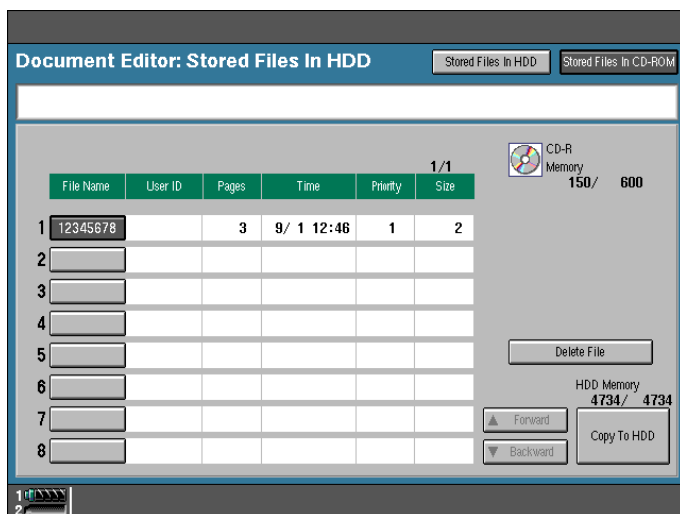 Document Editor: Stored Files In HDD
Stored Files In HDD
Stored Files In CD-ROM
CD-R
Memory
150/ 600
1/1
File Name User ID Pages Time Priority Size
1 12345678 3 9/ 1 12:46 1 2
2
3
4
5
6
7
8
Delete File
HDD Memory
4734/ 4734
Forward
Backward
Copy To HDD
1
2